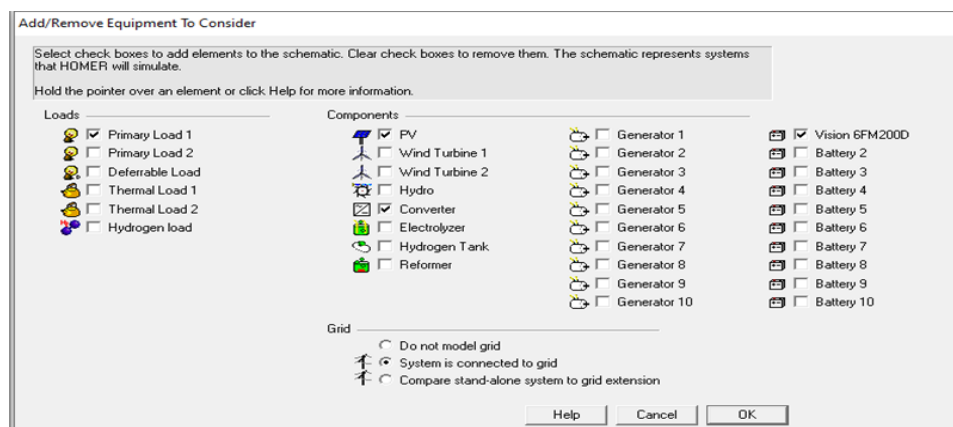 Add/Remove Equipment To Consider
Select check boxes to add elements to the schematic. Clear check boxes to remove them. The schematic represents systems
that HOMER will simulate.
Hold the pointer over an element or click Help for more information.
Loads
Primary Load 1
Primary Load 2
Deferrable Load
Thermal Load 1
Thermal Load 2
Hydrogen load
Components
PV
Wind Turbine 1
Wind Turbine 2
Hydro
Converter
Electrolyzer
Hydrogen Tank
Reformer
Generator 1
Generator 2
Generator 3
Generator 4
Generator 5
Generator 6
Generator 7
Generator 8
Generator 9
Generator 10
Vision 6FM200D
Battery 2
Battery 3
Battery 4
Battery 5
Battery 6
Battery 7
Battery 8
Battery 9
Battery 10
Grid
Do not model grid
System is connected to grid
Compare stand-alone system to grid extension
Help
Cancel
OK